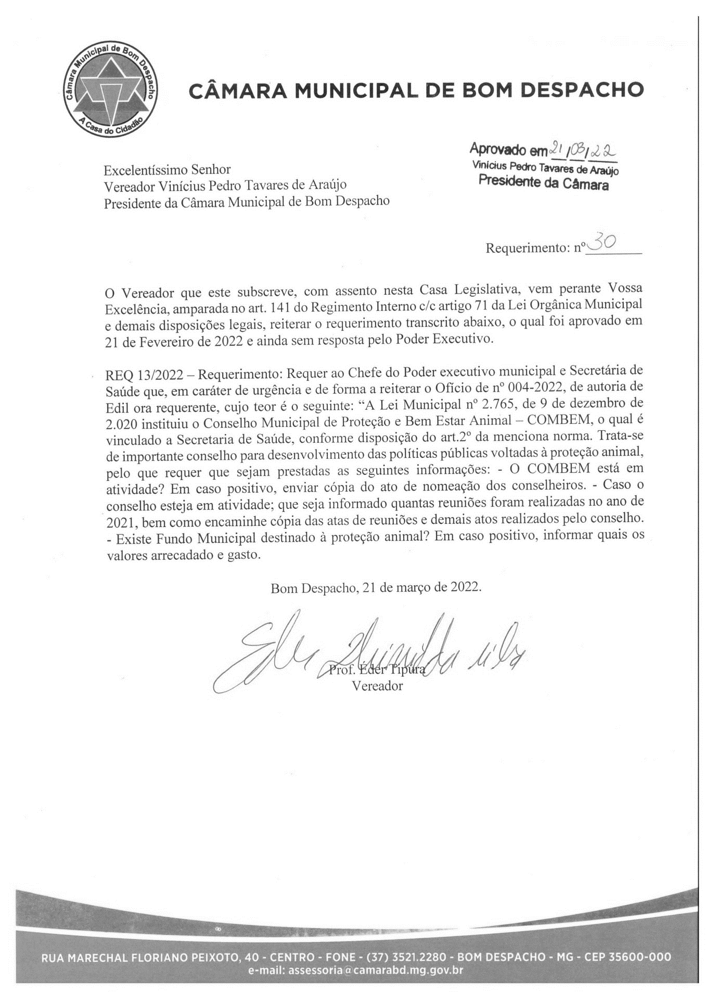 Câmara Municipal de Bom Despacho
A Casa do Cidadão
CÂMARA MUNICIPAL DE BOM DESPACHO
Aprovado em 21/03/22
Vinícius Pedro Tavares de Araújo
Presidente da Câmara
Excelentíssimo Senhor
Vereador Vinícius Pedro Tavares de Araújo
Presidente da Câmara Municipal de Bom Despacho
Requerimento: nº 30
O Vereador que este subscreve, com assento nesta Casa Legislativa, vem perante Vossa
Excelência, amparada no art. 141 do Regimento Interno c/c artigo 71 da Lei Orgânica Municipal
e demais disposições legais, reiterar o requerimento transcrito abaixo, o qual foi aprovado em
21 de Fevereiro de 2022 e ainda sem resposta pelo Poder Executivo.
REQ 13/2022 – Requerimento: Requer ao Chefe do Poder executivo municipal e Secretária de
Saúde que, em caráter de urgência e de forma a reiterar o Ofício de nº 004-2022, de autoria de
Edil ora requerente, cujo teor é o seguinte: “A Lei Municipal nº 2.765, de 9 de dezembro de
2.020 instituiu o Conselho Municipal de Proteção e Bem Estar Animal – COMBEM, o qual é
vinculado a Secretaria de Saúde, conforme disposição do art.2º da menciona norma. Trata-se
de importante conselho para desenvolvimento das políticas públicas voltadas à proteção animal,
pelo que requer que sejam prestadas as seguintes informações: - O COMBEM está em
atividade? Em caso positivo, enviar cópia do ato de nomeação dos conselheiros. - Caso o
conselho esteja em atividade; que seja informado quantas reuniões foram realizadas no ano de
2021, bem como encaminhe cópia das atas de reuniões e demais atos realizados pelo conselho.
- Existe Fundo Municipal destinado à proteção animal? Em caso positivo, informar quais os
valores arrecadado e gasto.
Bom Despacho, 21 de março de 2022.
Prof. Éder Tipura
Vereador
RUA MARECHAL FLORIANO PEIXOTO, 40 - CENTRO - FONE - (37) 3521.2280 - BOM DESPACHO - MG - CEP 35600-000
e-mail: assessoria@camarabd.mg.gov.br